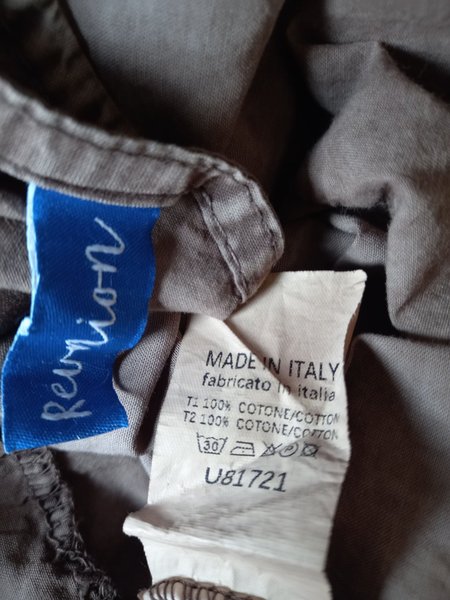 Reunion
MADE IN ITALY
fabricato in italia
T1 100% COTONE/COTTON
T2 100% COTONE/COTTON
30
U81721